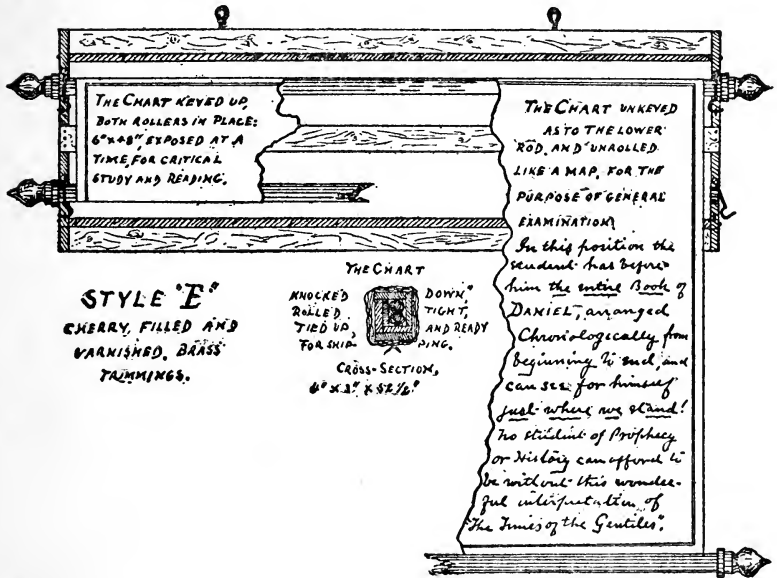 THE CHART KEYED UP,
BOTH ROLLERS IN PLACE:
6"x48", EXPOSED AT A
TIME, FOR CRITICAL
STUDY AND READING.
THE CHART UNKEYED
AS TO THE LOWER
ROD, AND UNROLLED
LIKE A MAP, FOR THE
PURPOSE OF GENERAL
EXAMINATION.
In this position the
student has before
him the entire Book of
DANIEL, arranged
Chronologically from
beginning to end, and
can see for himself
just where we stand!
No student of Prophecy
or History can afford to
be without this wonder-
ful interpretation of
"The Times of the Gentiles".
STYLE "E"
CHERRY, FILLED AND
VARNISHED, BRASS
TRIMMINGS.
THE CHART
KNOCKED DOWN,
ROLLED TIGHT,
TIED UP, AND READY
FOR SHIP- PING.
CROSS-SECTION,